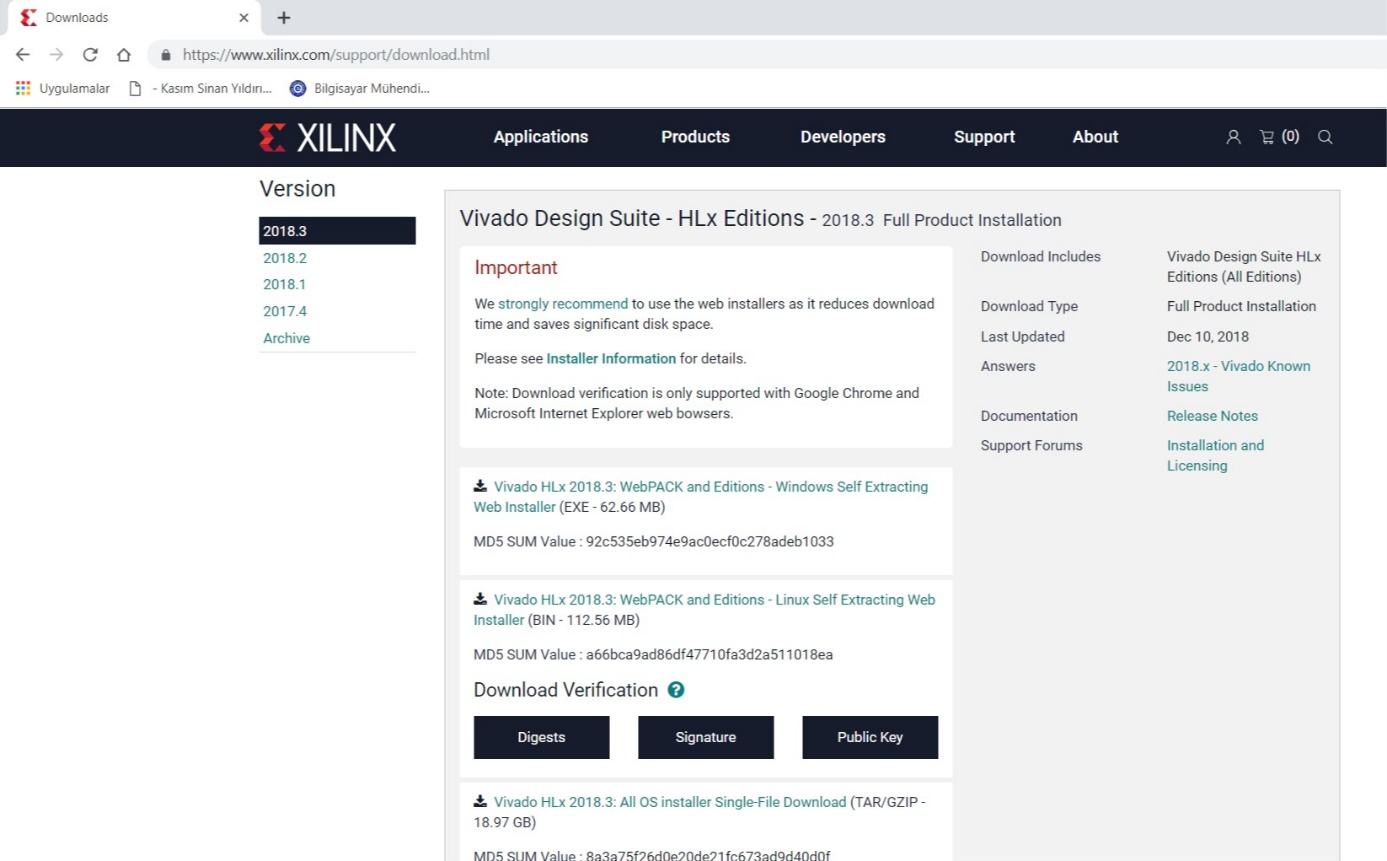 Downloads
https://www.xilinx.com/support/download.html
Uygulamalar - Kasım Sinan Yıldırı... Bilgisayar Mühendi...
XILINX Applications Products Developers Support About (0)
Version
2018.3
2018.2
2018.1
2017.4
Archive
Vivado Design Suite - HLx Editions - 2018.3 Full Product Installation
Important
We strongly recommend to use the web installers as it reduces download
time and saves significant disk space.
Please see Installer Information for details.
Note: Download verification is only supported with Google Chrome and
Microsoft Internet Explorer web bowsers.
Download Includes Vivado Design Suite HLx
Editions (All Editions)
Download Type Full Product Installation
Last Updated Dec 10, 2018
Answers 2018.x - Vivado Known
Issues
Documentation Release Notes
Support Forums Installation and
Licensing
Vivado HLx 2018.3: WebPACK and Editions - Windows Self Extracting
Web Installer (EXE - 62.66 MB)
MD5 SUM Value : 92c535eb974e9ac0ecf0c278adeb1033
Vivado HLx 2018.3: WebPACK and Editions - Linux Self Extracting Web
Installer (BIN - 112.56 MB)
MD5 SUM Value : a66bca9ad86df47710fa3d2a511018ea
Download Verification ?
Digests Signature Public Key
Vivado HLx 2018.3: All OS installer Single-File Download (TAR/GZIP -
18.97 GB)
MD5 SUM Value : 8a3a75f26d0e20de21fc673ad9d40d0f